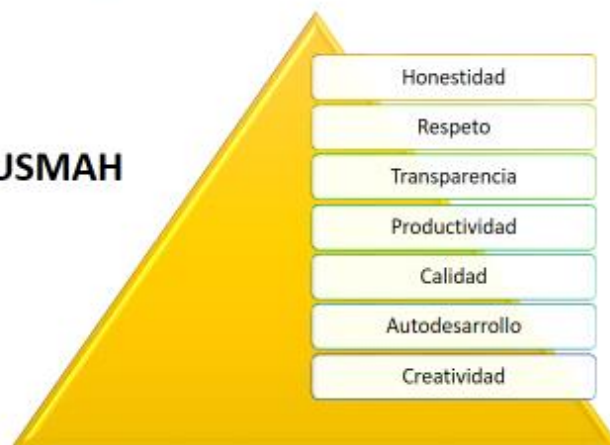 USMAH
Honestidad
Respeto
Transparencia
Productividad
Calidad
Autodesarrollo
Creatividad